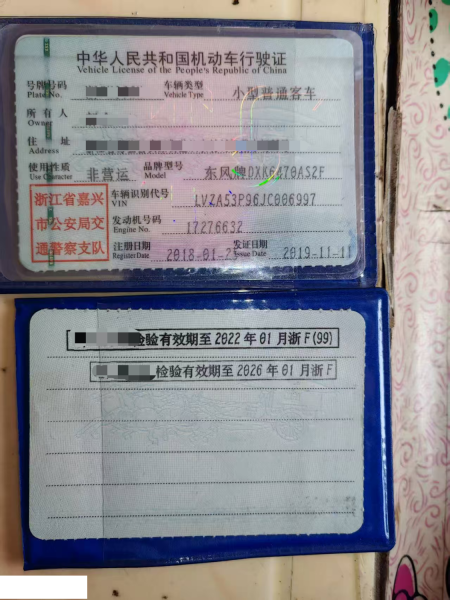 中华人民共和国机动车行驶证
Vehicle License of the People's Republic of China
号牌号码 车辆类型 小型普通客车
Plate No. Vehicle Type
所有人
Owner
住址
Address
使用性质 非营运 品牌型号 东风牌DXK6470AS2F
Use Character Model
浙江省嘉兴 车辆识别代号 LVZA53P96JC006997
VIN
市公安局交 发动机号码 17276632
Engine No.
通警察支队 注册日期 2018-01-2 发证日期 2019-11-11
Register Date Issue Date
检验有效期至2022年01月浙F(99)
检验有效期至2026年01月浙F